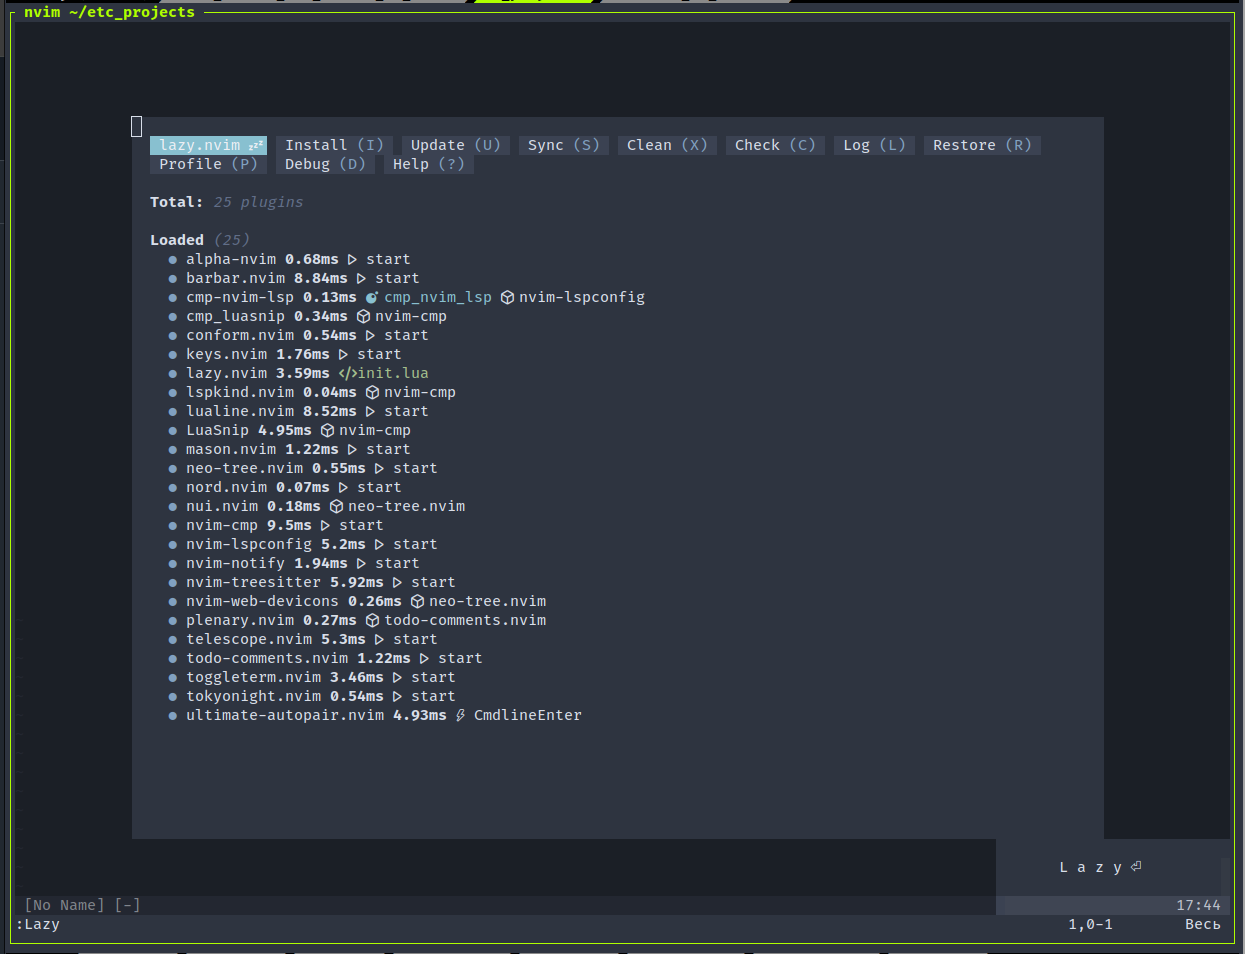 nvim ~/etc_projects
lazy.nvim 💤 Install (I) Update (U) Sync (S) Clean (X) Check (C) Log (L) Restore (R)
Profile (P) Debug (D) Help (?)
Total: 25 plugins
Loaded (25)
● alpha-nvim 0.68ms ▷ start
● barbar.nvim 8.84ms ▷ start
● cmp-nvim-lsp 0.13ms cmp_nvim_lsp nvim-lspconfig
● cmp_luasnip 0.34ms nvim-cmp
● conform.nvim 0.54ms ▷ start
● keys.nvim 1.76ms ▷ start
● lazy.nvim 3.59ms </>init.lua
● lspkind.nvim 0.04ms nvim-cmp
● lualine.nvim 8.52ms ▷ start
● LuaSnip 4.95ms nvim-cmp
● mason.nvim 1.22ms ▷ start
● neo-tree.nvim 0.55ms ▷ start
● nord.nvim 0.07ms ▷ start
● nui.nvim 0.18ms neo-tree.nvim
● nvim-cmp 9.5ms ▷ start
● nvim-lspconfig 5.2ms ▷ start
● nvim-notify 1.94ms ▷ start
● nvim-treesitter 5.92ms ▷ start
● nvim-web-devicons 0.26ms neo-tree.nvim
● plenary.nvim 0.27ms todo-comments.nvim
● telescope.nvim 5.3ms ▷ start
● todo-comments.nvim 1.22ms ▷ start
● toggleterm.nvim 3.46ms ▷ start
● tokyonight.nvim 0.54ms ▷ start
● ultimate-autopair.nvim 4.93ms CmdlineEnter
L a z y ⏎
[No Name] [-] 17:44
:Lazy 1,0-1 Весь